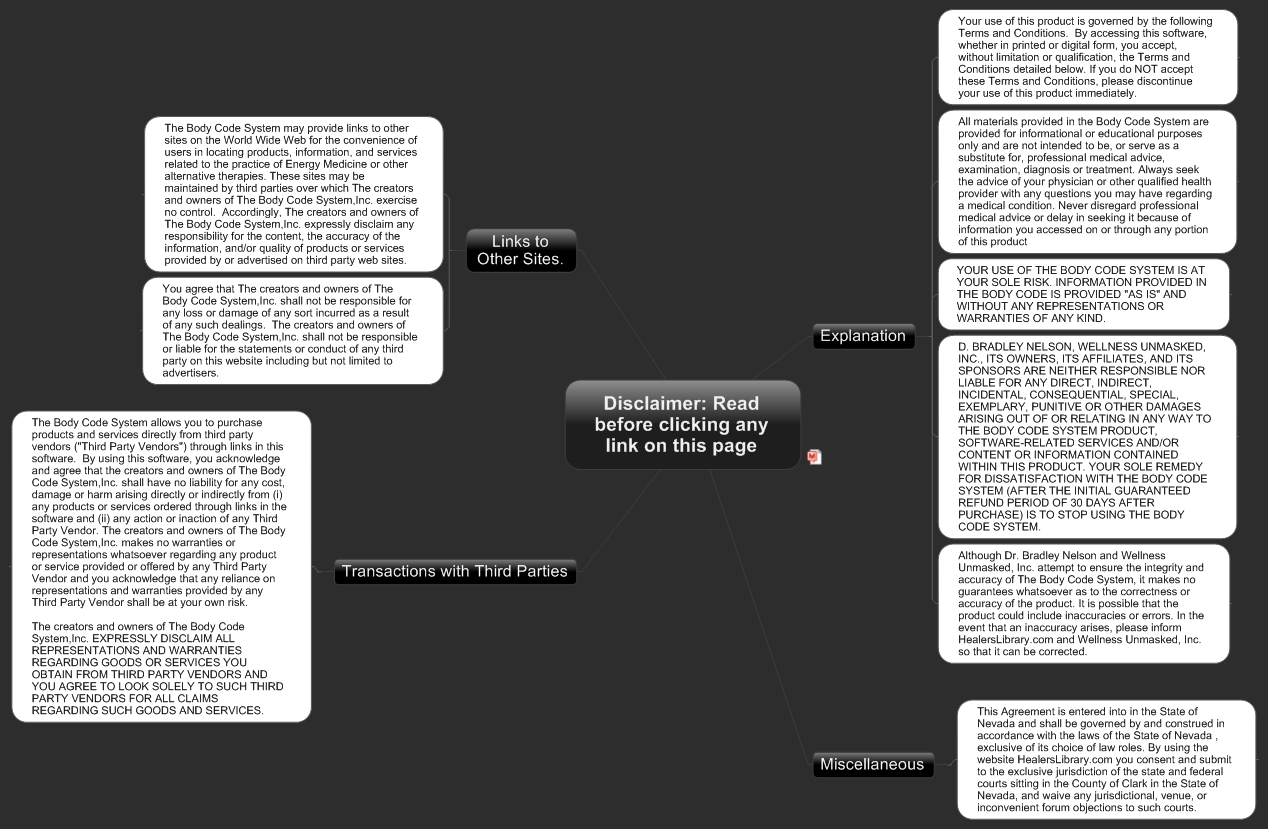 Disclaimer: Read
before clicking any
link on this page
Explanation
Your use of this product is governed by the following
Terms and Conditions.  By accessing this software,
whether in printed or digital form, you accept,
without limitation or qualification, the Terms and
Conditions detailed below. If you do NOT accept
these Terms and Conditions, please discontinue
your use of this product immediately.
All materials provided in the Body Code System are
provided for informational or educational purposes
only and are not intended to be, or serve as a
substitute for, professional medical advice,
examination, diagnosis or treatment. Always seek
the advice of your physician or other qualified health
provider with any questions you may have regarding
a medical condition. Never disregard professional
medical advice or delay in seeking it because of
information you accessed on or through any portion
of this product
YOUR USE OF THE BODY CODE SYSTEM IS AT
YOUR SOLE RISK. INFORMATION PROVIDED IN
THE BODY CODE IS PROVIDED "AS IS" AND
WITHOUT ANY REPRESENTATIONS OR
WARRANTIES OF ANY KIND.
D. BRADLEY NELSON, WELLNESS UNMASKED,
INC., ITS OWNERS, ITS AFFILIATES, AND ITS
SPONSORS ARE NEITHER RESPONSIBLE NOR
LIABLE FOR ANY DIRECT, INDIRECT,
INCIDENTAL, CONSEQUENTIAL, SPECIAL,
EXEMPLARY, PUNITIVE OR OTHER DAMAGES
ARISING OUT OF OR RELATING IN ANY WAY TO
THE BODY CODE SYSTEM PRODUCT,
SOFTWARE-RELATED SERVICES AND/OR
CONTENT OR INFORMATION CONTAINED
WITHIN THIS PRODUCT. YOUR SOLE REMEDY
FOR DISSATISFACTION WITH THE BODY CODE
SYSTEM (AFTER THE INITIAL GUARANTEED
REFUND PERIOD OF 30 DAYS AFTER
PURCHASE) IS TO STOP USING THE BODY
CODE SYSTEM.
Although Dr. Bradley Nelson and Wellness
Unmasked, Inc. attempt to ensure the integrity and
accuracy of The Body Code System, it makes no
guarantees whatsoever as to the correctness or
accuracy of the product. It is possible that the
product could include inaccuracies or errors. In the
event that an inaccuracy arises, please inform
HealersLibrary.com and Wellness Unmasked, Inc.
so that it can be corrected.
Miscellaneous
This Agreement is entered into in the State of
Nevada and shall be governed by and construed in
accordance with the laws of the State of Nevada ,
exclusive of its choice of law roles. By using the
website HealersLibrary.com you consent and submit
to the exclusive jurisdiction of the state and federal
courts sitting in the County of Clark in the State of
Nevada, and waive any jurisdictional, venue, or
inconvenient forum objections to such courts.
Links to
Other Sites.
The Body Code System may provide links to other
sites on the World Wide Web for the convenience of
users in locating products, information, and services
related to the practice of Energy Medicine or other
alternative therapies. These sites may be
maintained by third parties over which The creators
and owners of The Body Code System,Inc. exercise
no control.  Accordingly, The creators and owners of
The Body Code System,Inc. expressly disclaim any
responsibility for the content, the accuracy of the
information, and/or quality of products or services
provided by or advertised on third party web sites.
You agree that The creators and owners of The
Body Code System,Inc. shall not be responsible for
any loss or damage of any sort incurred as a result
of any such dealings.  The creators and owners of
The Body Code System,Inc. shall not be responsible
or liable for the statements or conduct of any third
party on this website including but not limited to
advertisers.
Transactions with Third Parties
The Body Code System allows you to purchase
products and services directly from third party
vendors ("Third Party Vendors") through links in this
software.  By using this software, you acknowledge
and agree that the creators and owners of The Body
Code System,Inc. shall have no liability for any cost,
damage or harm arising directly or indirectly from (i)
any products or services ordered through links in the
software and (ii) any action or inaction of any Third
Party Vendor. The creators and owners of The Body
Code System,Inc. makes no warranties or
representations whatsoever regarding any product
or service provided or offered by any Third Party
Vendor and you acknowledge that any reliance on
representations and warranties provided by any
Third Party Vendor shall be at your own risk.
The creators and owners of The Body Code
System,Inc. EXPRESSLY DISCLAIM ALL
REPRESENTATIONS AND WARRANTIES
REGARDING GOODS OR SERVICES YOU
OBTAIN FROM THIRD PARTY VENDORS AND
YOU AGREE TO LOOK SOLELY TO SUCH THIRD
PARTY VENDORS FOR ALL CLAIMS
REGARDING SUCH GOODS AND SERVICES.